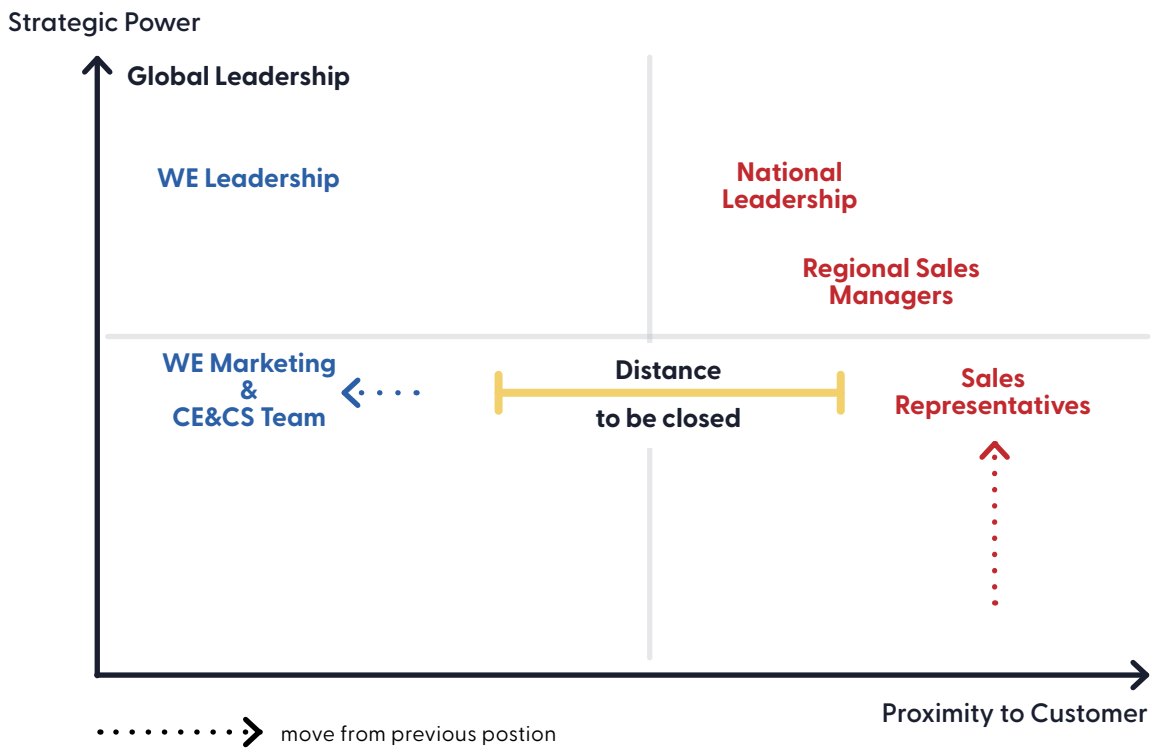 Strategic Power
Global Leadership
WE Leadership
National
Leadership
Regional Sales
Managers
WE Marketing
&
CE&CS Team
Distance
to be closed
Sales
Representatives
Proximity to Customer
move from previous postion